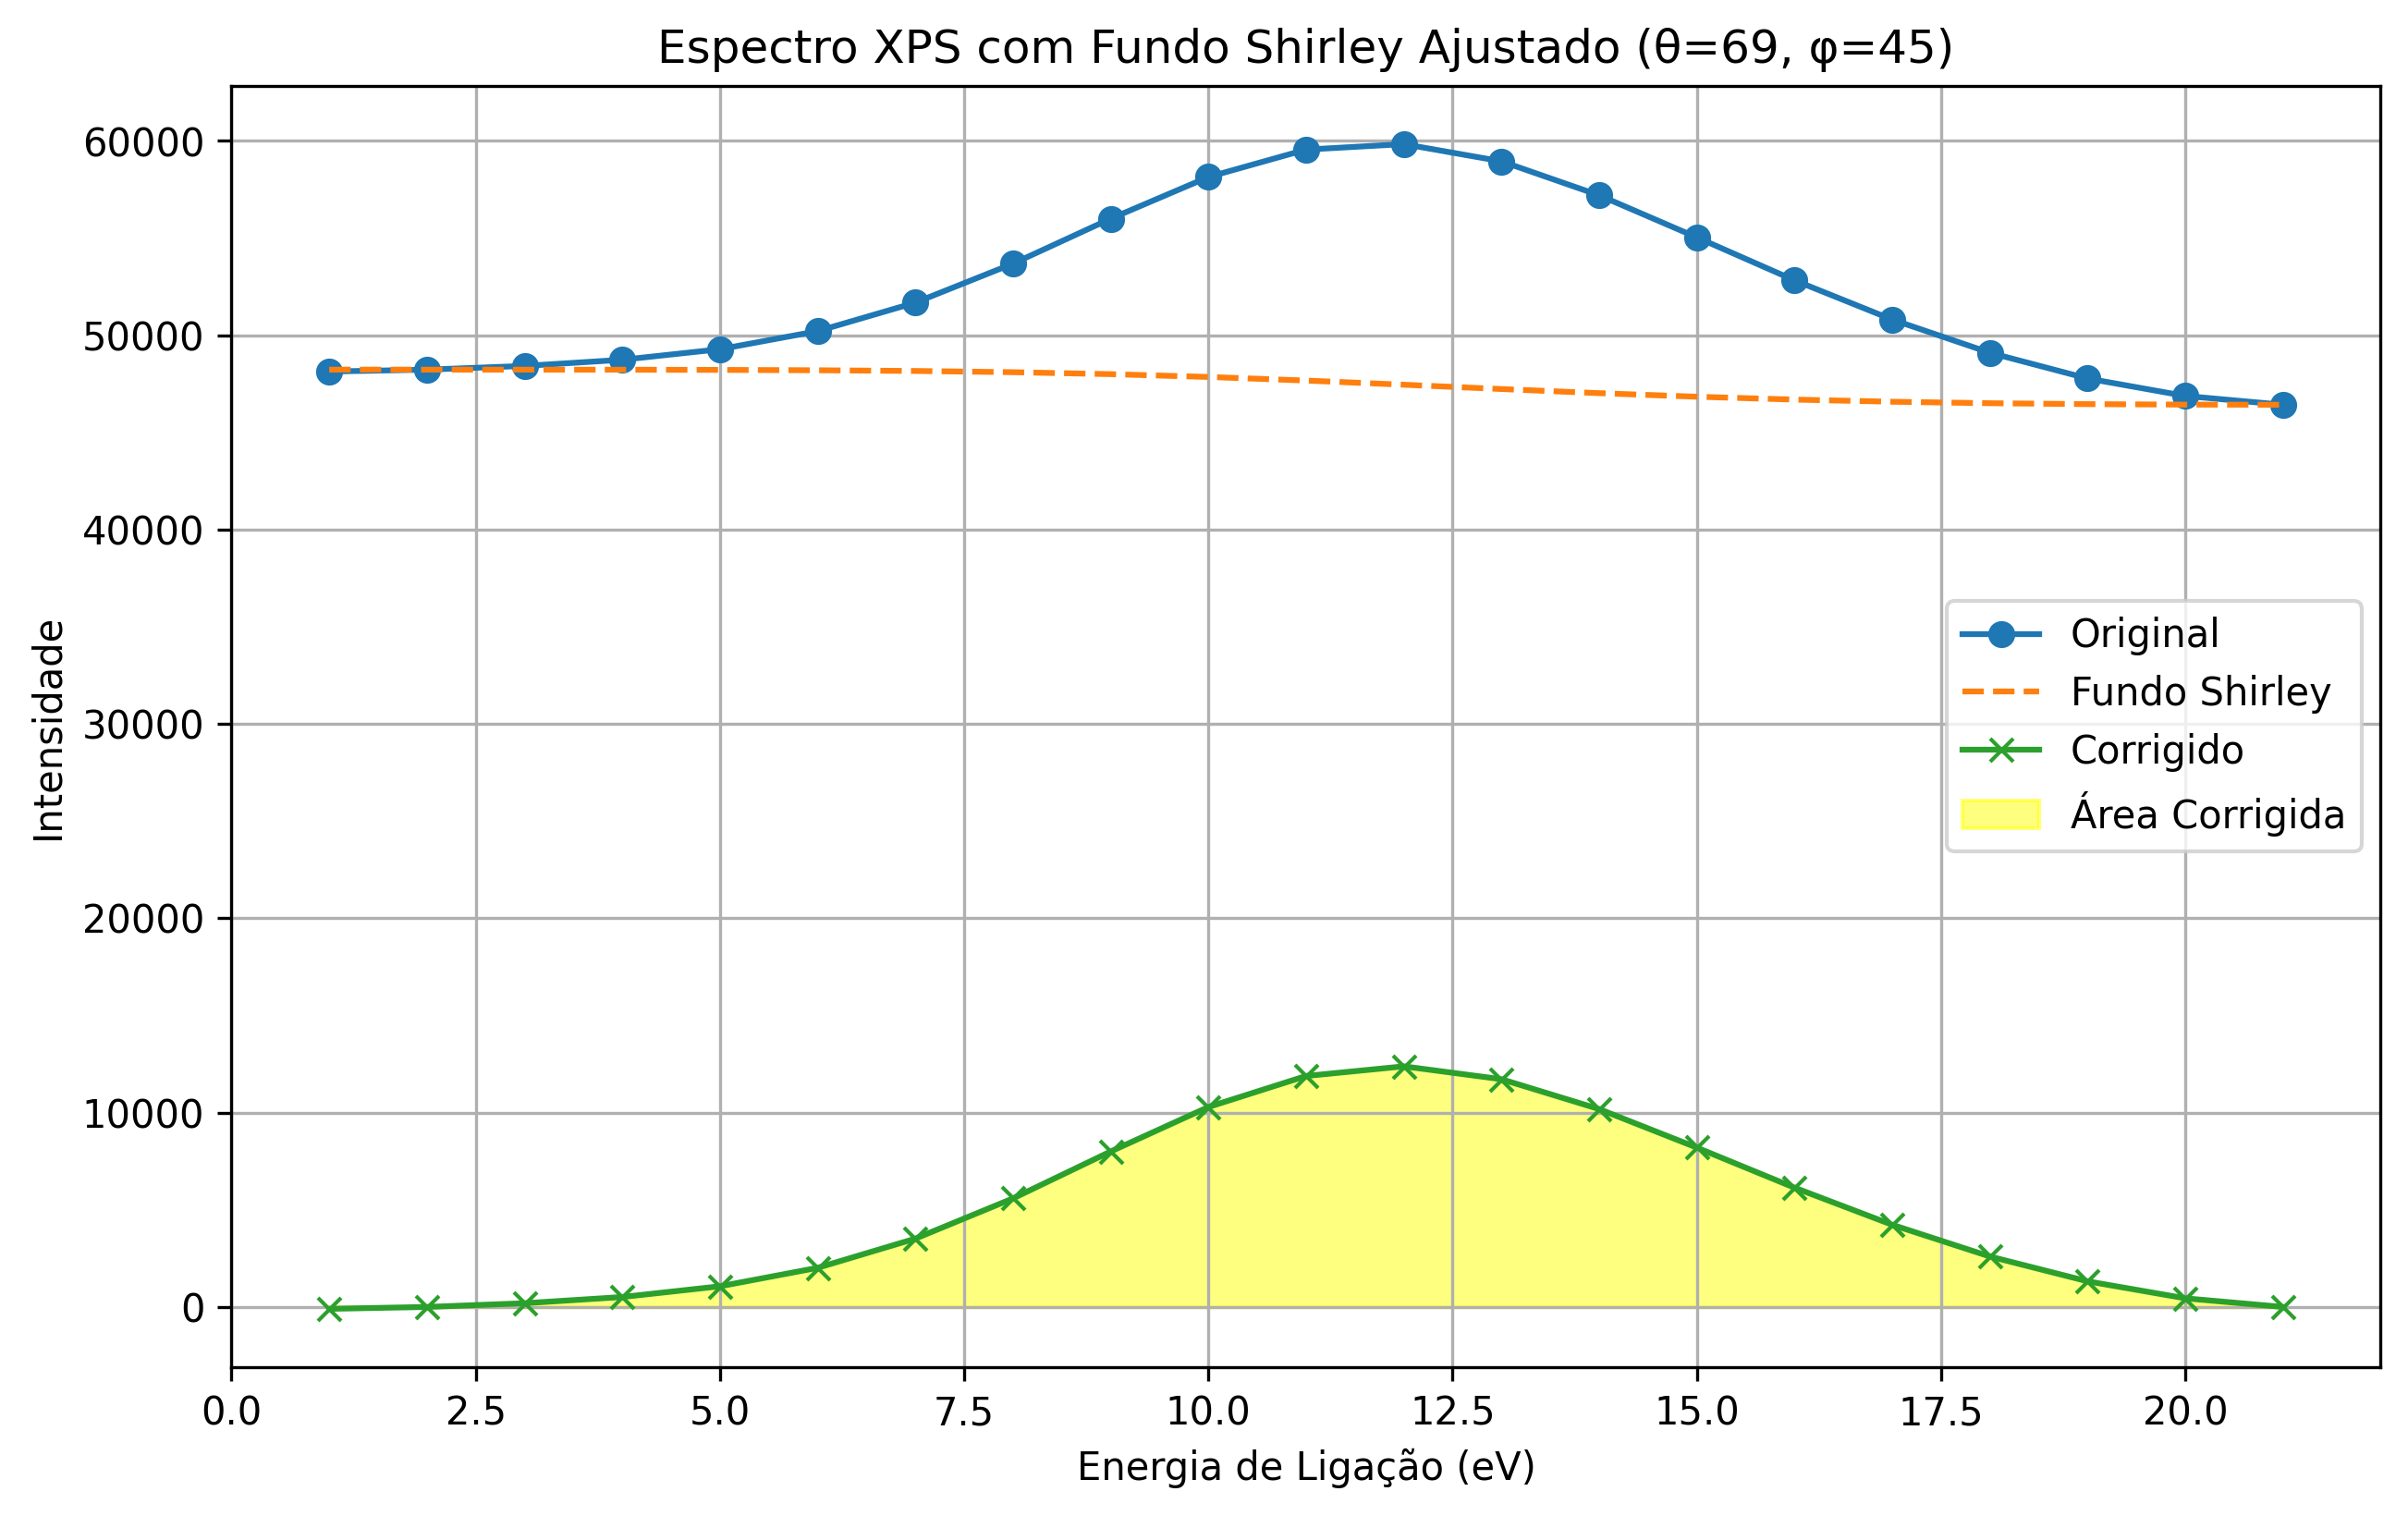 Espectro XPS com Fundo Shirley Ajustado (θ=69, φ=45)
60000
50000
40000
30000
20000
10000
0
Intensidade
Original
Fundo Shirley
Corrigido
Área Corrigida
0.0 2.5 5.0 7.5 10.0 12.5 15.0 17.5 20.0
Energia de Ligação (eV)